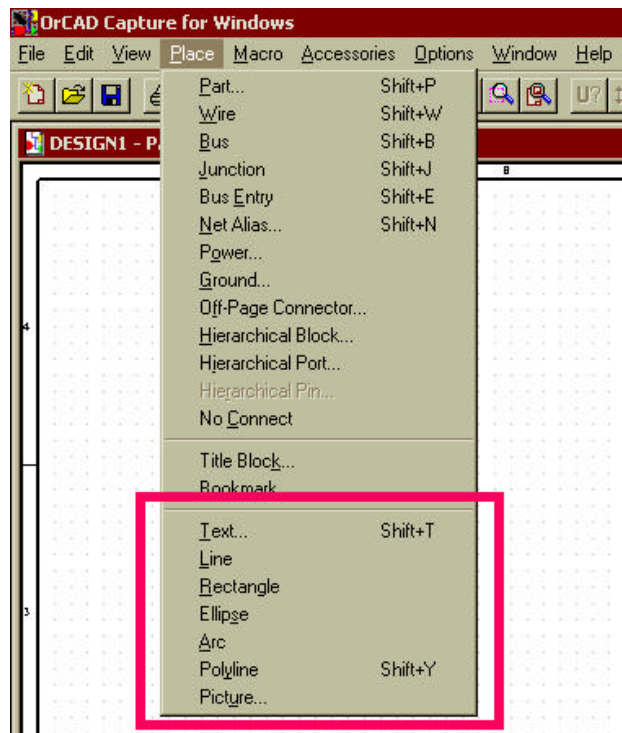 OrCAD Capture for Windows
File Edit View Place Macro Accessories Options Window Help
U?
DESIGN1 - P
B
Part... Shift+P
Wire Shift+W
Bus Shift+B
Junction Shift+J
Bus Entry Shift+E
Net Alias... Shift+N
Power...
Ground...
Off-Page Connector...
4
Hierarchical Block...
Hierarchical Port...
Hierarchical Pin...
No Connect
Title Block...
Bookmark
Text... Shift+T
Line
Rectangle
3
Ellipse
Arc
Polyline Shift+Y
Picture...